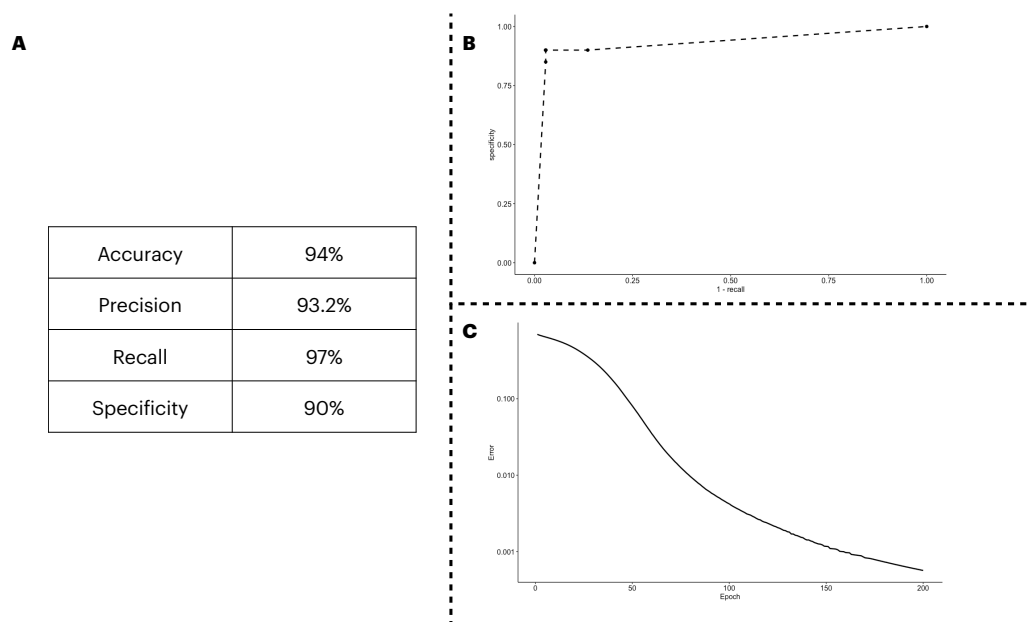 A
Accuracy 94%
Precision 93.2%
Recall 97%
Specificity 90%
B
specificity
1.00
0.75
0.50
0.25
0.00
0.00 0.25 0.50 0.75 1.00
1 - recall
C
Error
0.100
0.010
0.001
0 50 100 150 200
Epoch